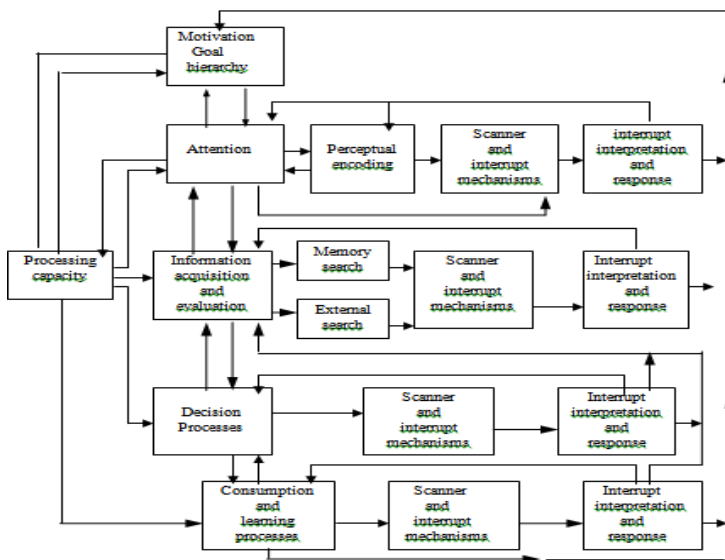 Motivation
Goal
hierarchy
Attention
Perceptual
encoding
Scanner
and
interrupt
mechanisms
interrupt
interpretation
and
response
Processing
capacity
Information
acquisition
and
evaluation
Memory
search
External
search
Scanner
and
interrupt
mechanisms
Interrupt
interpretation
and
response
Decision
Processes
Scanner
and
interrupt
mechanisms
Interrupt
interpretation
and
response
Consumption
and
learning
processes
Scanner
and
interrupt
mechanisms
Interrupt
interpretation
and
response